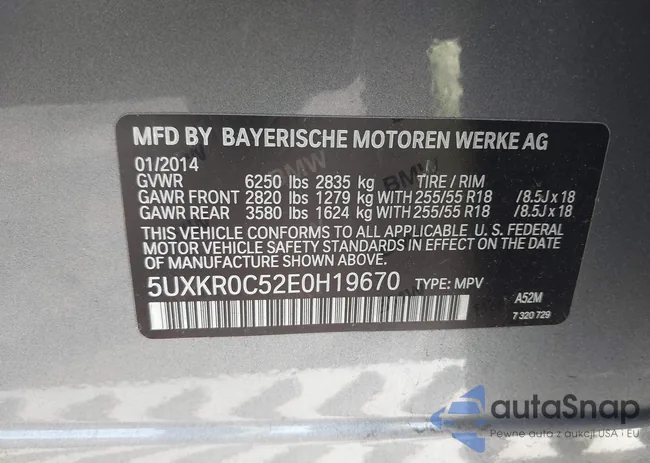 MFD BY BAYERISCHE MOTOREN WERKE AG
01/2014
GVWR 6250 lbs 2835 kg TIRE / RIM
GAWR FRONT 2820 lbs 1279 kg WITH 255/55 R18 /8.5J x 18
GAWR REAR 3580 lbs 1624 kg WITH 255/55 R18 /8.5J x 18
THIS VEHICLE CONFORMS TO ALL APPLICABLE U. S. FEDERAL
MOTOR VEHICLE SAFETY STANDARDS IN EFFECT ON THE DATE
OF MANUFACTURE SHOWN ABOVE.
5UXKR0C52E0H19670 TYPE: MPV
A52M
7 320 729
BMW
BMW
autoSnap
Pewne auta z aukcji USA i EU